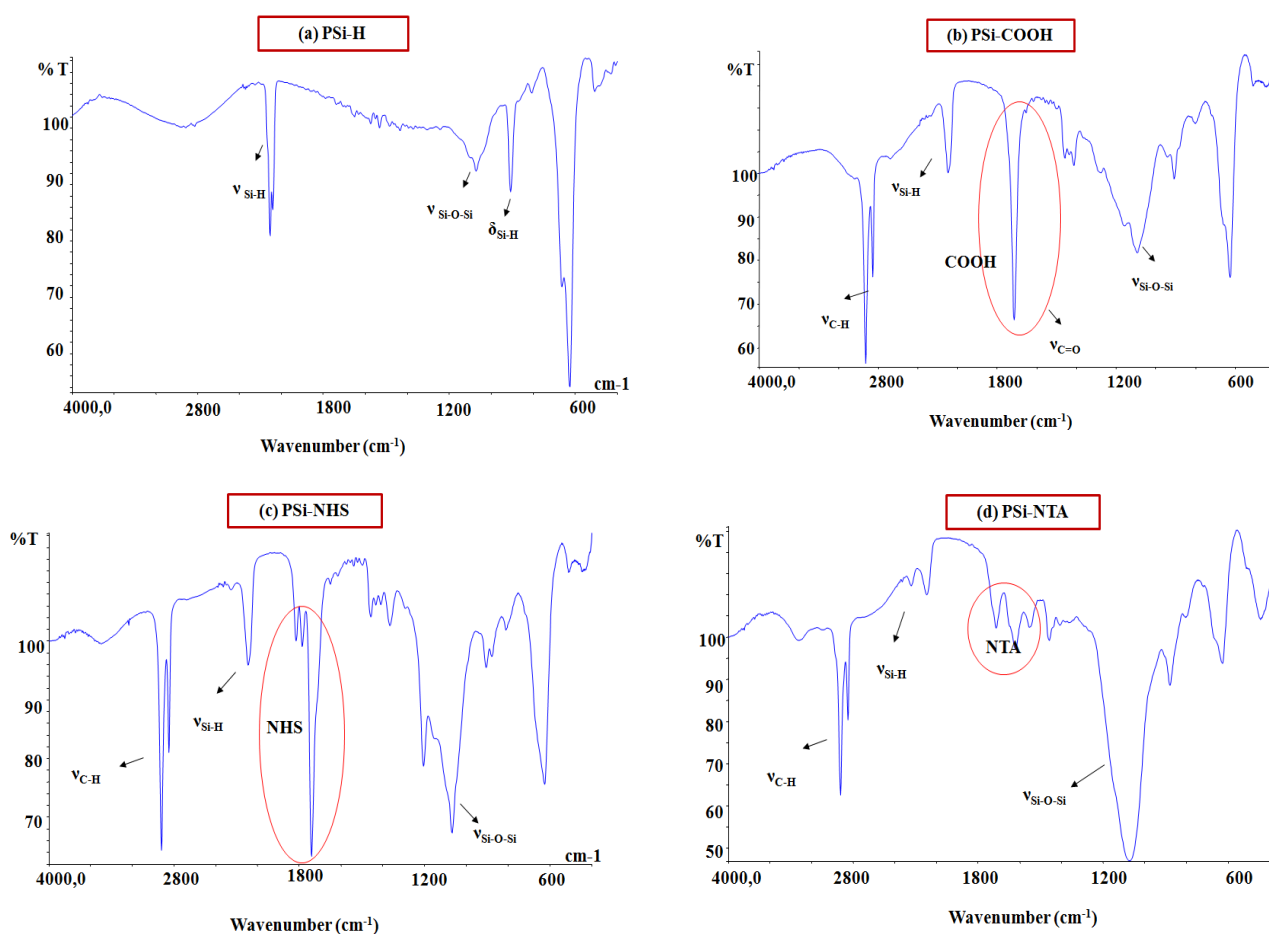 (a) PSi-H
%T
100
90
80
70
60
ν Si-H
ν Si-O-Si
δSi-H
cm-1
4000,0 2800 1800 1200 600
Wavenumber (cm-1)
(b) PSi-COOH
%T
100
90
80
70
60
νSi-H
COOH
νC-H
νSi-O-Si
νC=O
4000,0 2800 1800 1200 600
Wavenumber (cm-1)
(c) PSi-NHS
%T
100
90
80
70
νSi-H
NHS
νC-H
νSi-O-Si
cm-1
4000,0 2800 1800 1200 600
Wavenumber (cm-1)
(d) PSi-NTA
%T
100
90
80
70
60
50
NTA
νSi-H
νC-H
νSi-O-Si
4000,0 2800 1800 1200 600
Wavenumber (cm-1)